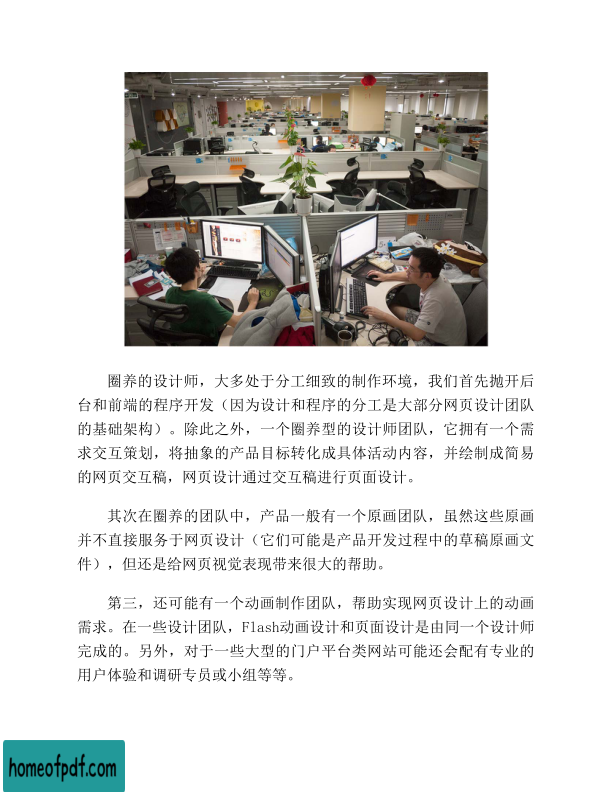 圈养的设计师，大多处于分工细致的制作环境，我们首先抛开后
台和前端的程序开发（因为设计和程序的分工是大部分网页设计团队
的基础架构）。除此之外，一个圈养型的设计师团队，它拥有一个需
求交互策划，将抽象的产品目标转化成具体活动内容，并绘制成简易
的网页交互稿，网页设计通过交互稿进行页面设计。
其次在圈养的团队中，产品一般有一个原画团队，虽然这些原画
并不直接服务于网页设计（它们可能是产品开发过程中的草稿原画文
件），但还是给网页视觉表现带来很大的帮助。
第三，还可能有一个动画制作团队，帮助实现网页设计上的动画
需求。在一些设计团队，Flash动画设计和页面设计是由同一个设计师
完成的。另外，对于一些大型的门户平台类网站可能还会配有专业的
用户体验和调研专员或小组等等。
homeofpdf.com